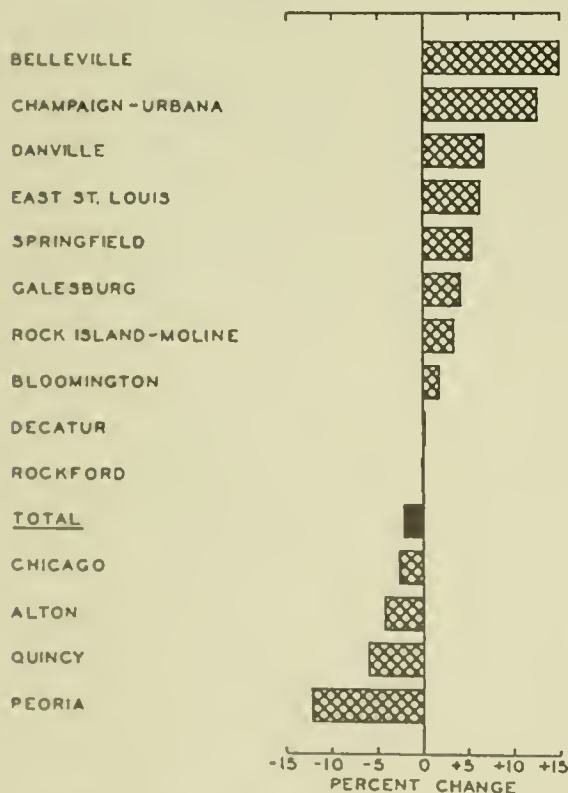 BELLEVILLE
CHAMPAIGN-URBANA
DANVILLE
EAST ST. LOUIS
SPRINGFIELD
GALESBURG
ROCK ISLAND-MOLINE
BLOOMINGTON
DECATUR
ROCKFORD
TOTAL
CHICAGO
ALTON
QUINCY
PEORIA
-15 -10 -5 0 +5 +10 +15
PERCENT CHANGE